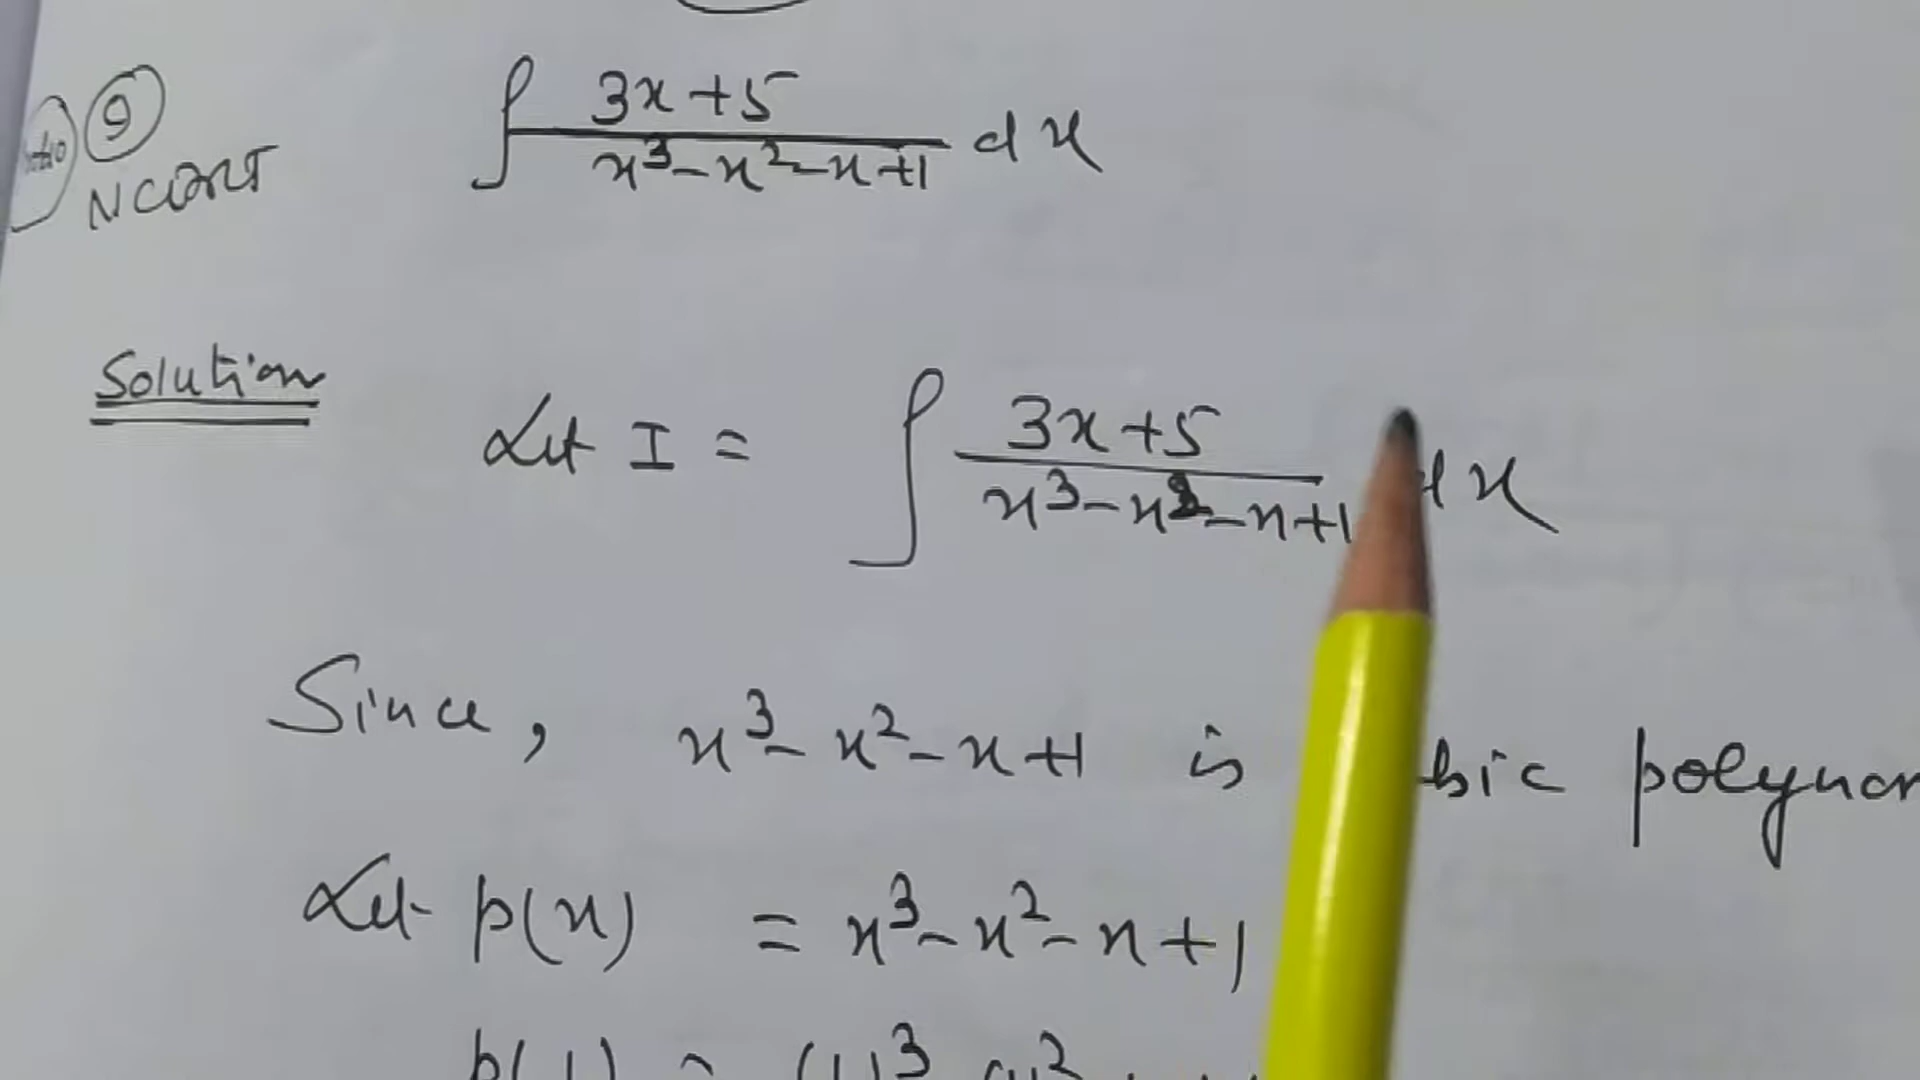 9
NCERT
∫ 3x+5 / x³-x²-x+1 dx
Solution
Let I = ∫ 3x+5 / x³-x²-x+1 dx
Since, x³-x²-x+1 is bic
Let p(x) = x³-x²-x+1